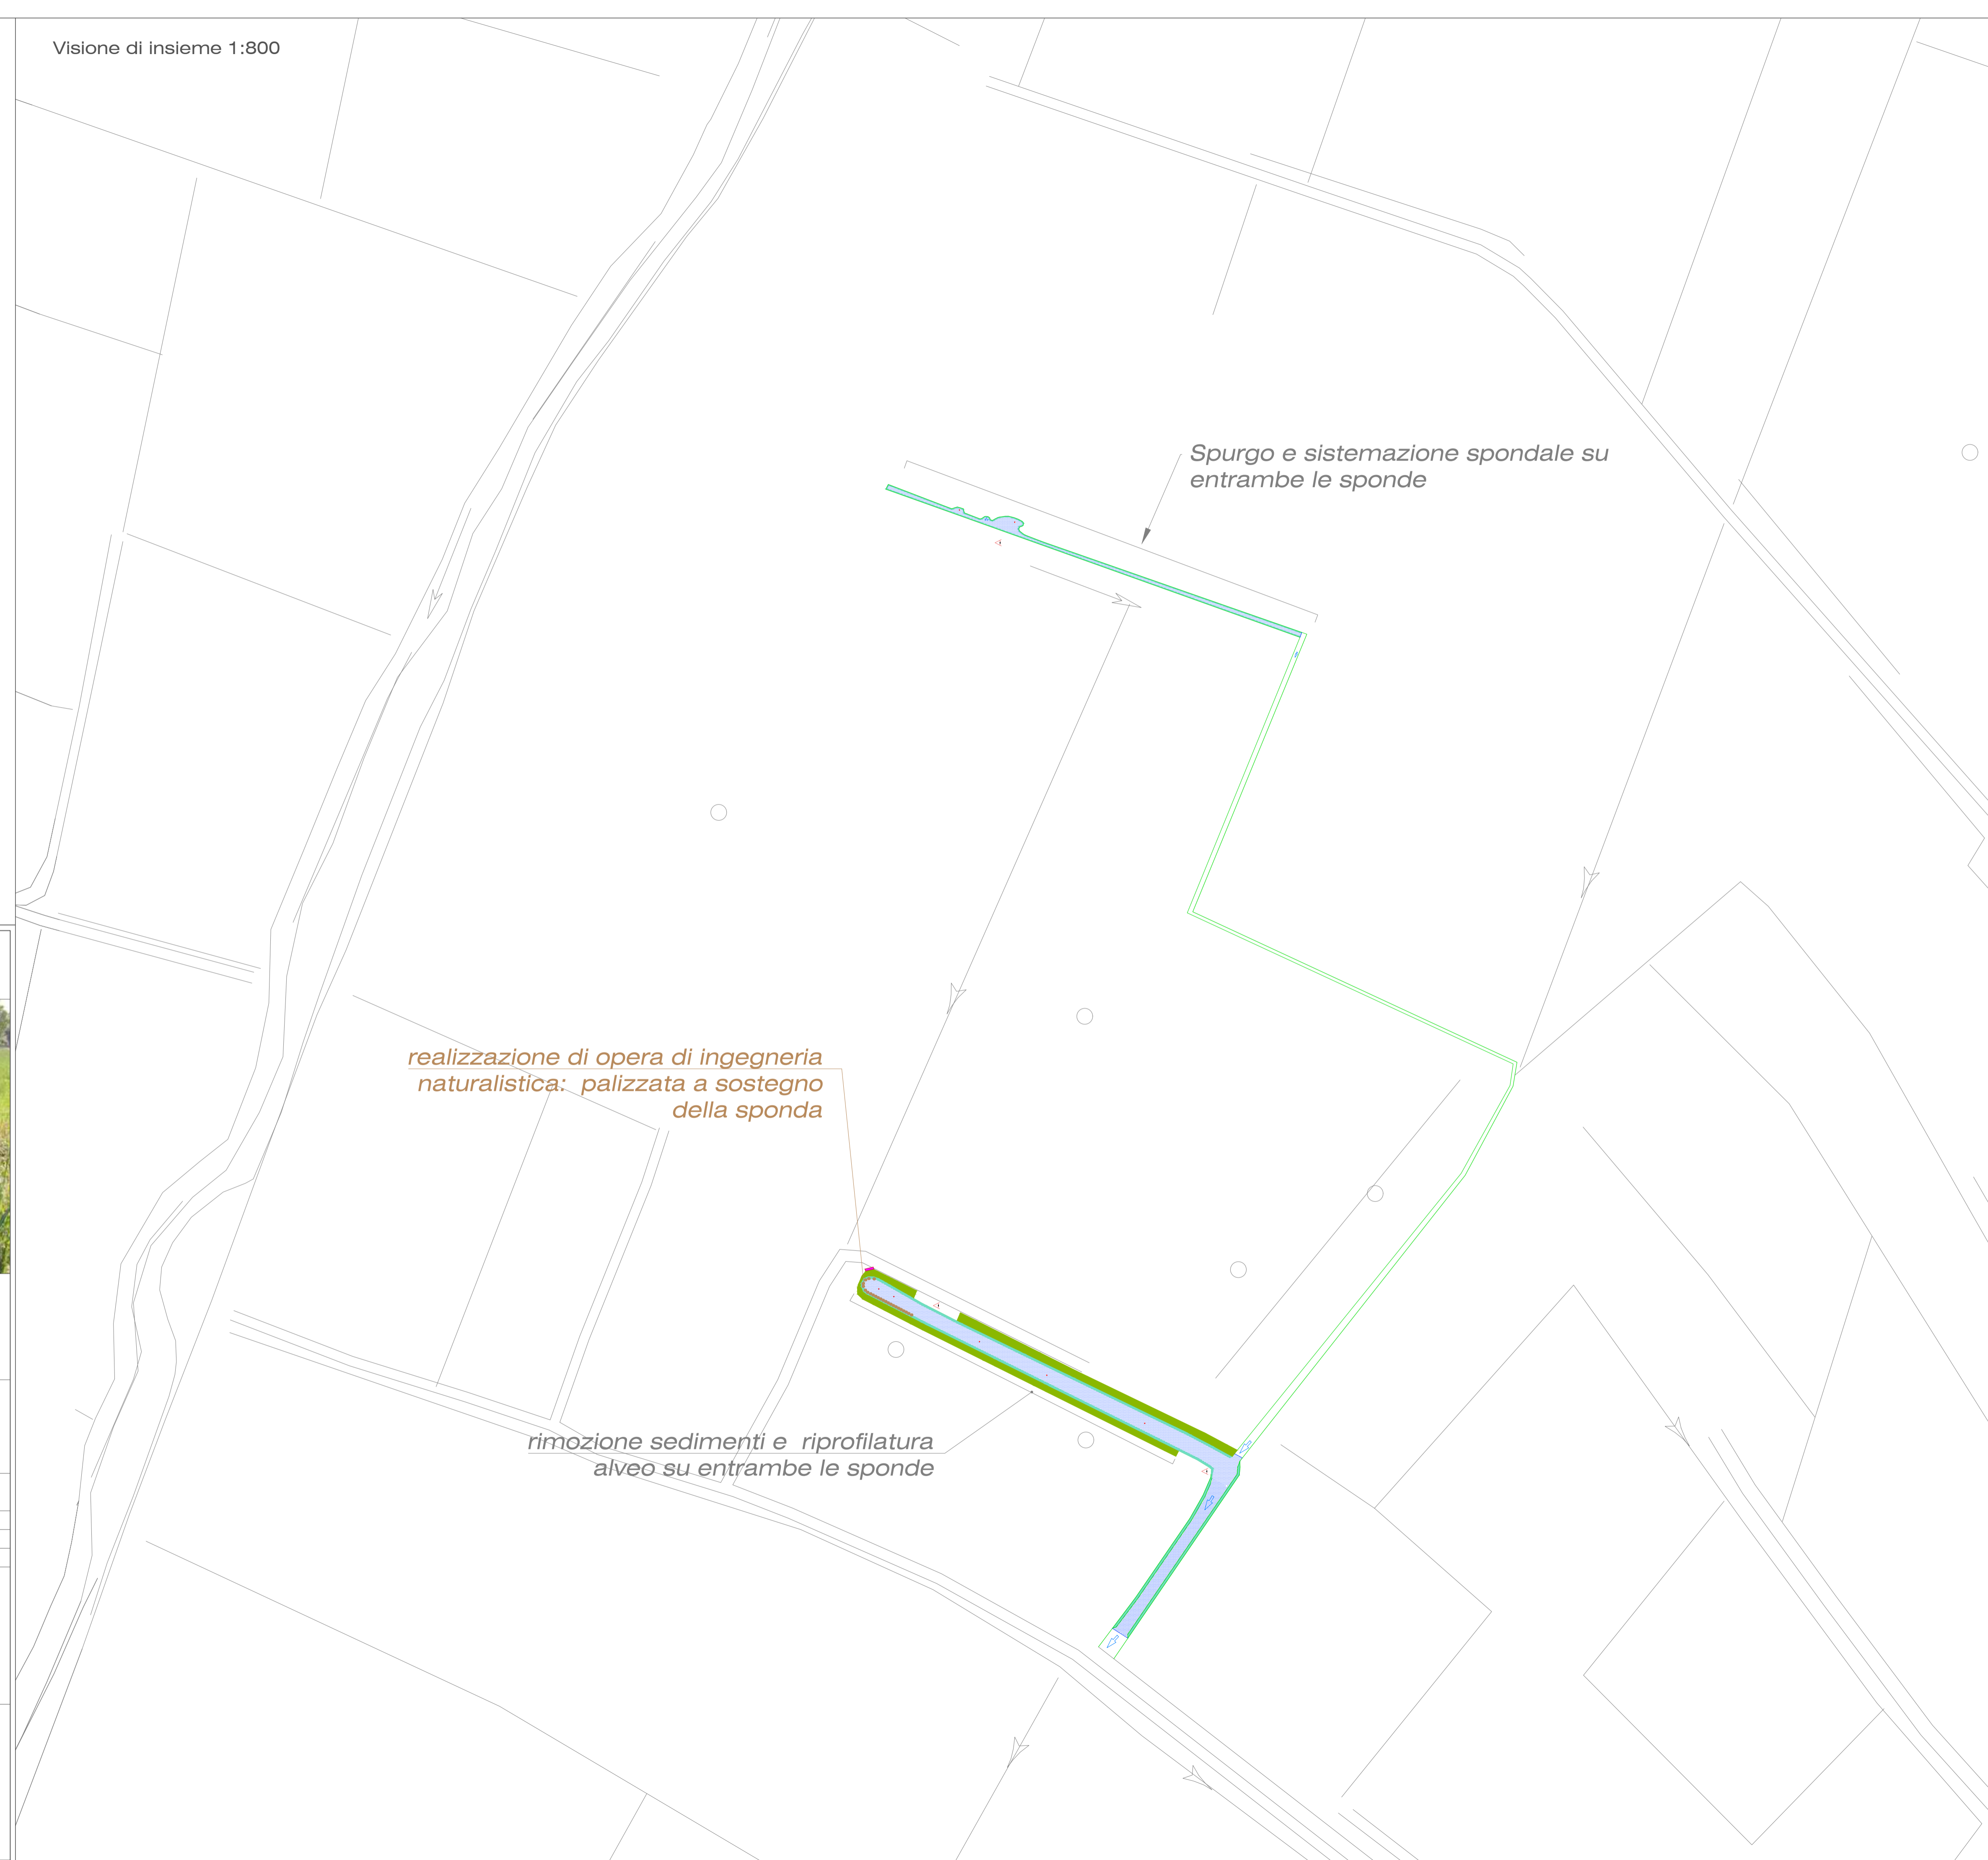 Visione di insieme 1:800
Spurgo e sistemazione spondale su
entrambe le sponde
realizzazione di opera di ingegneria
naturalistica: palizzata a sostegno
della sponda
rimozione sedimenti e riprofilatura
alveo su entrambe le sponde